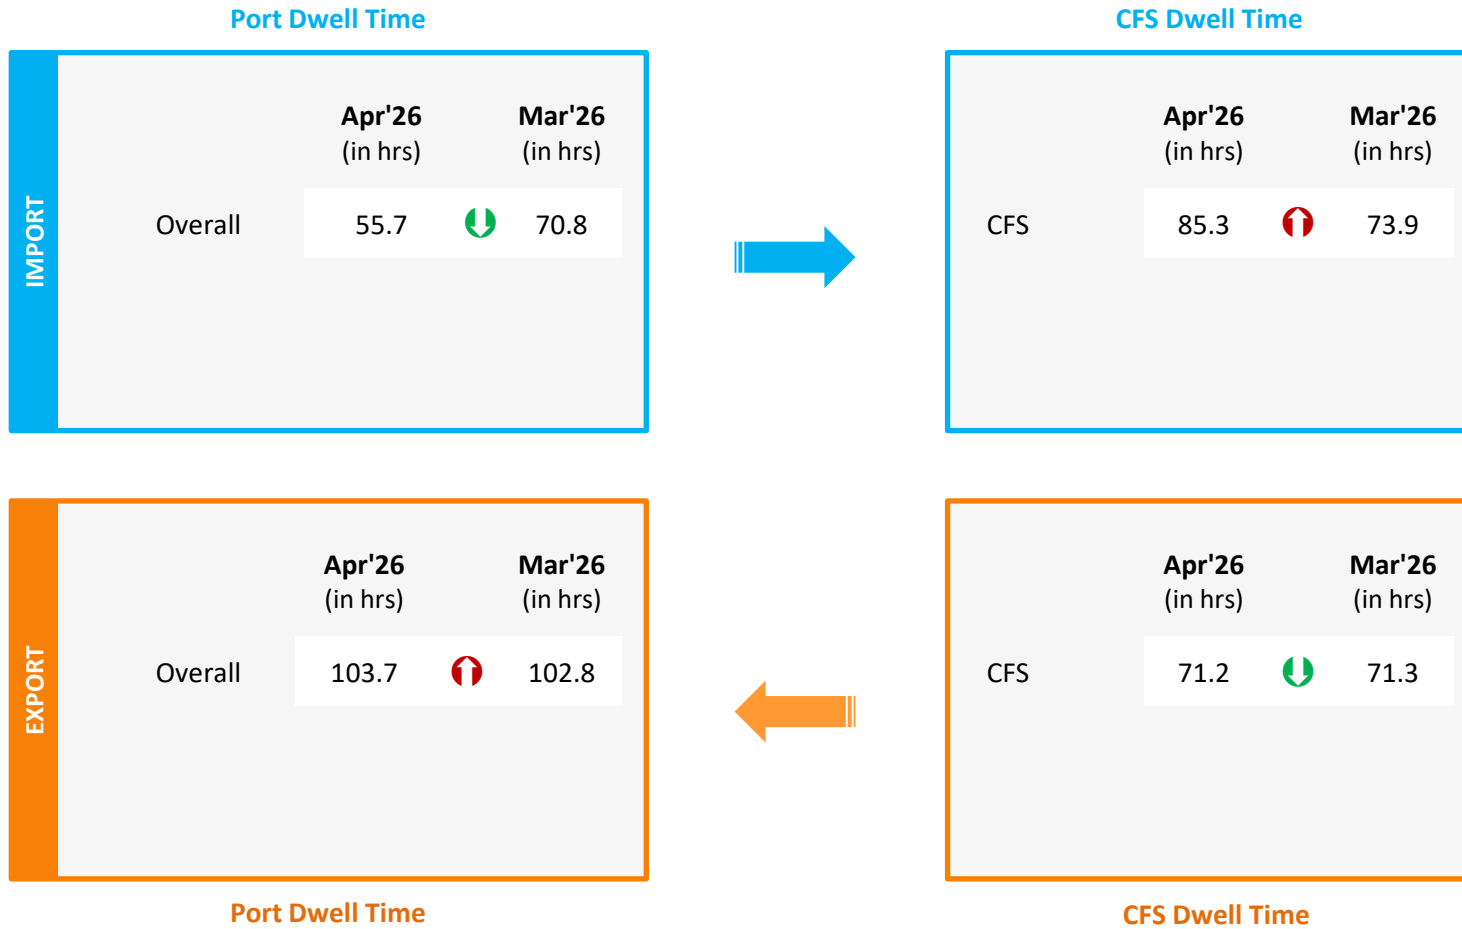 Port Dwell Time
CFS Dwell Time
IMPORT
Apr'26
(in hrs)
Mar'26
(in hrs)
Overall
55.7
70.8
Apr'26
(in hrs)
Mar'26
(in hrs)
CFS
85.3
73.9
EXPORT
Apr'26
(in hrs)
Mar'26
(in hrs)
Overall
103.7
102.8
Apr'26
(in hrs)
Mar'26
(in hrs)
CFS
71.2
71.3
Port Dwell Time
CFS Dwell Time